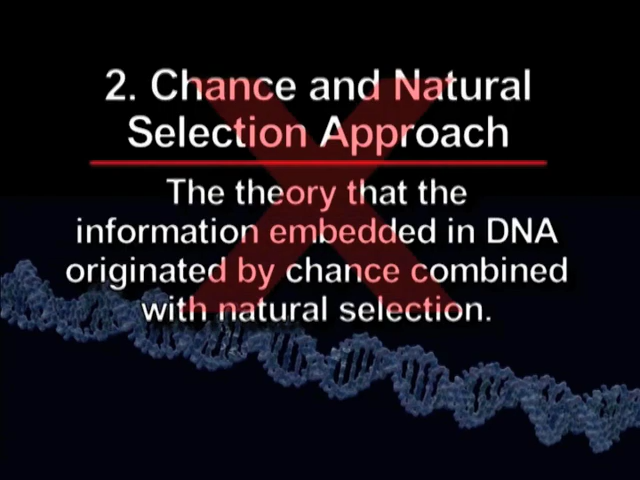 2. Chance and Natural
Selection Approach
The theory that the
information embedded in DNA
originated by chance combined
with natural selection.